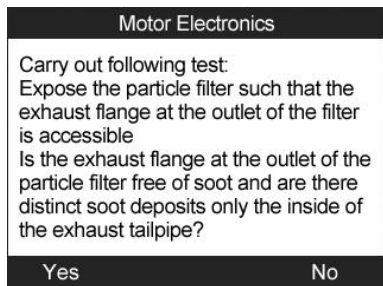 Motor Electronics
Carry out following test:
Expose the particle filter such that the
exhaust flange at the outlet of the filter
is accessible
Is the exhaust flange at the outlet of the
particle filter free of soot and are there
distinct soot deposits only the inside of
the exhaust tailpipe?
Yes
No